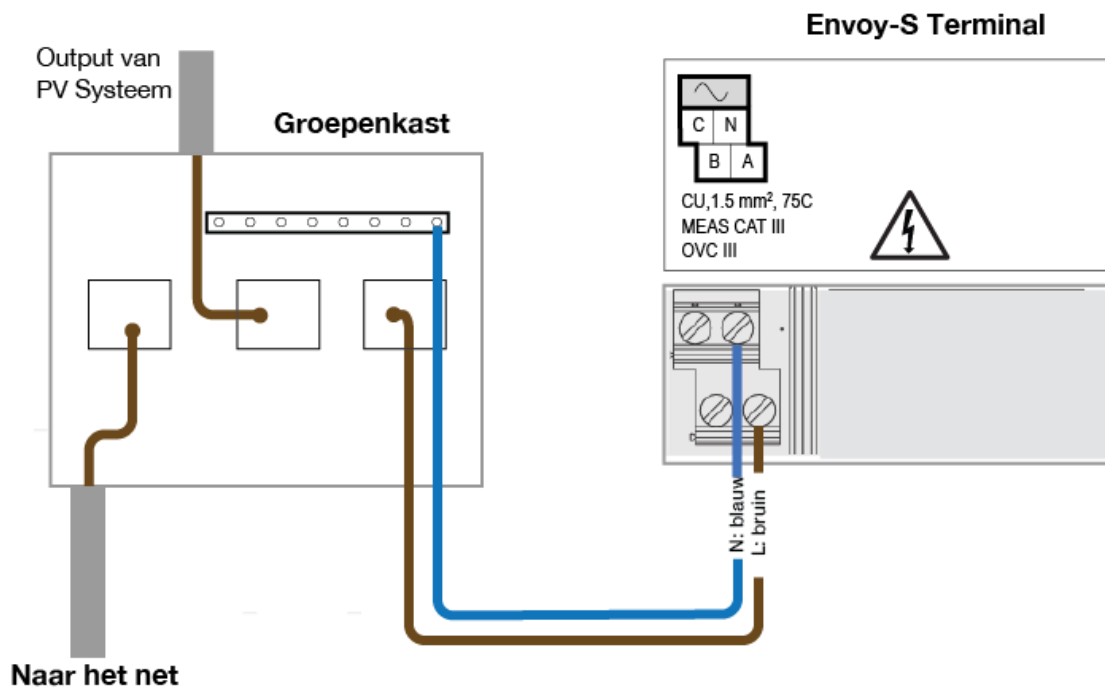 Envoy-S Terminal
Output van
PV Systeem
Groepenkast
C N
B A
CU,1.5 mm², 75C
MEAS CAT III
OVC III
N: blauw
L: bruin
Naar het net